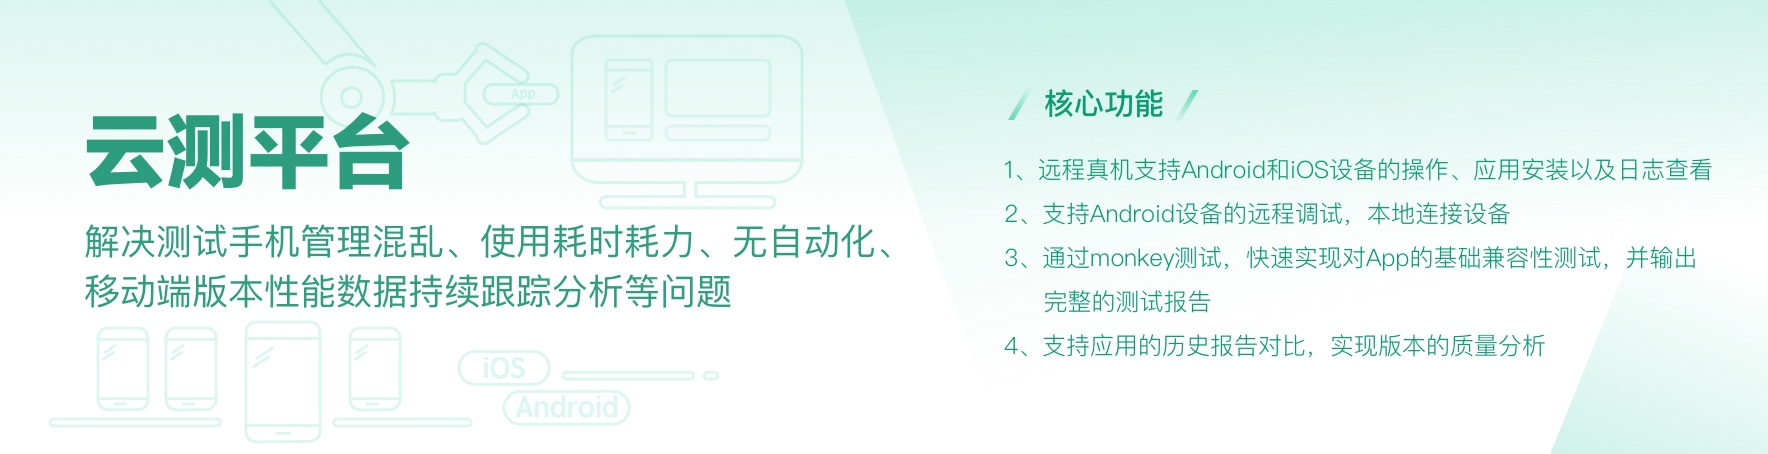 云测平台
解决测试手机管理混乱、使用耗时耗力、无自动化、
移动端版本性能数据持续跟踪分析等问题
App
iOS
Android
核心功能
1、远程真机支持Android和iOS设备的操作、应用安装以及日志查看
2、支持Android设备的远程调试，本地连接设备
3、通过monkey测试，快速实现对App的基础兼容性测试，并输出
完整的测试报告
4、支持应用的历史报告对比，实现版本的质量分析